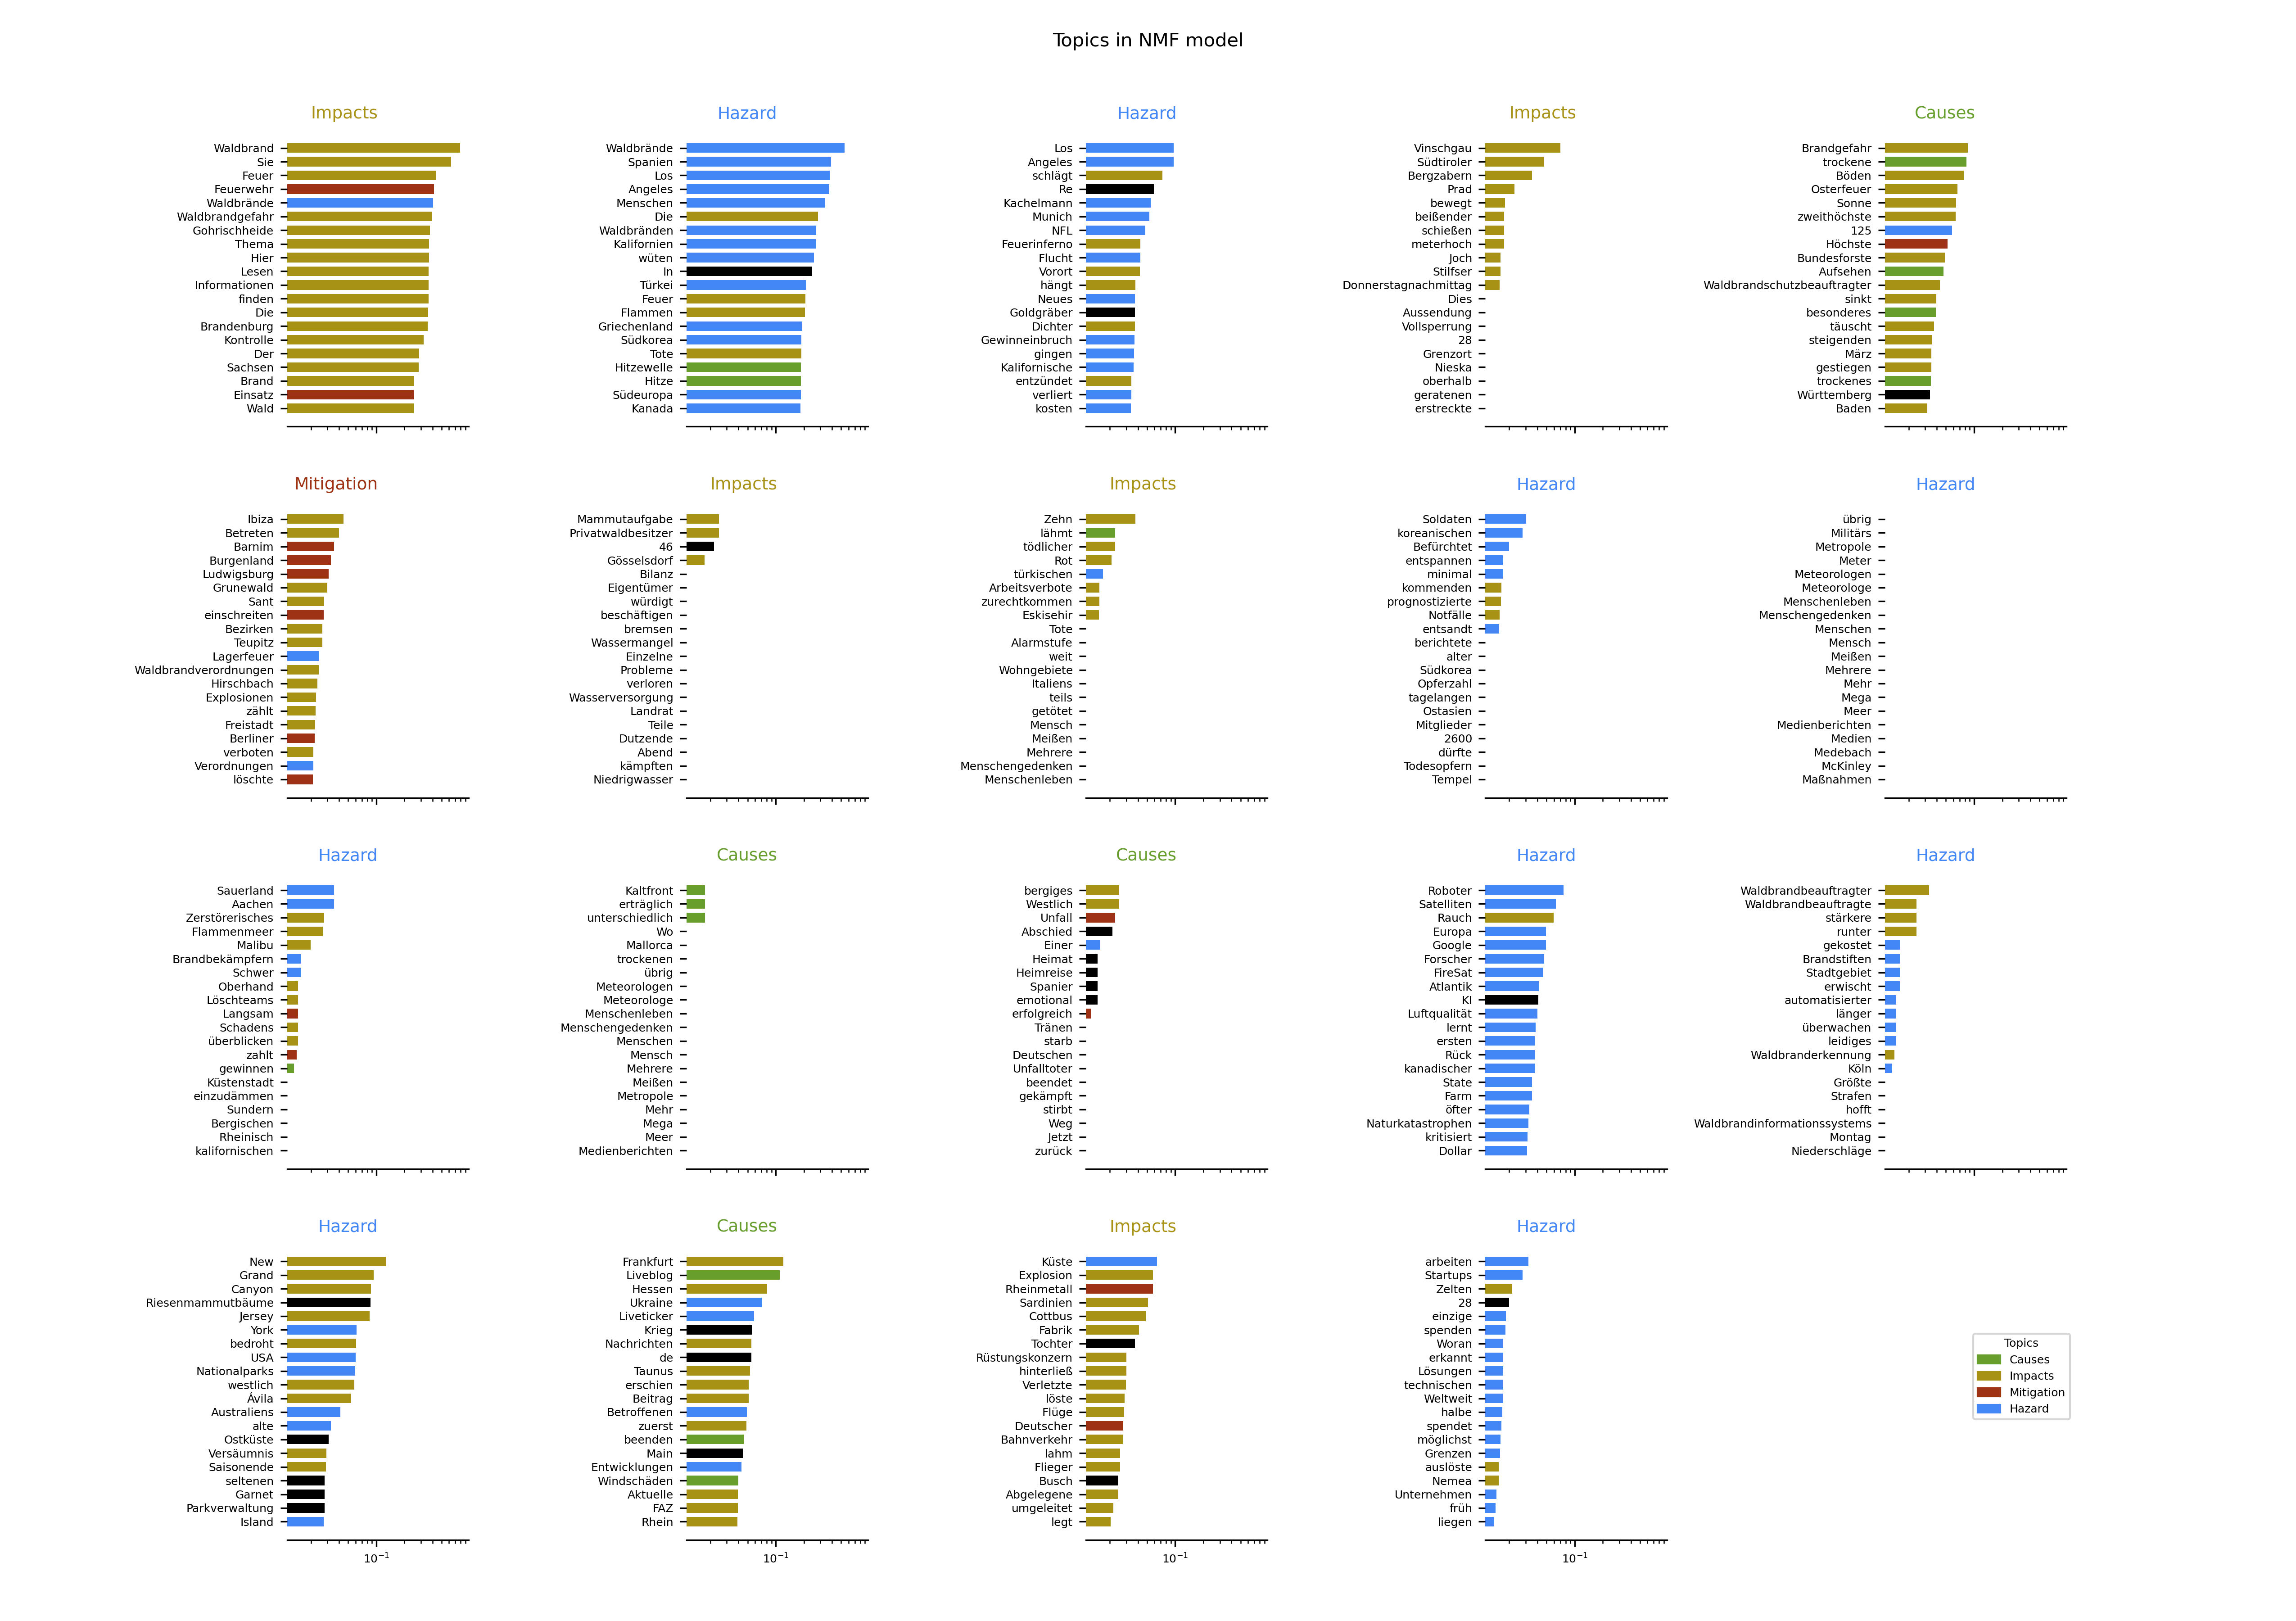 Topics in NMF model
Impacts
Waldbrand
Sie
Feuer
Feuerwehr
Waldbrände
Waldbrandgefahr
Gohrischheide
Thema
Hier
Lesen
Informationen
finden
Die
Brandenburg
Kontrolle
Der
Sachsen
Brand
Einsatz
Wald
Hazard
Waldbrände
Spanien
Los
Angeles
Menschen
Die
Waldbränden
Kalifornien
wüten
In
Türkei
Feuer
Flammen
Griechenland
Südkorea
Tote
Hitzewelle
Hitze
Südeuropa
Kanada
Hazard
Los
Angeles
schlägt
Re
Kachelmann
Munich
NFL
Feuerinferno
Flucht
Vorort
hängt
Neues
Goldgräber
Dichter
Gewinneinbruch
gingen
Kalifornische
entzündet
verliert
kosten
Impacts
Vinschgau
Südtiroler
Bergzabern
Prad
bewegt
beißender
schießen
meterhoch
Joch
Stilfser
Donnerstagnachmittag
Dies
Aussendung
Vollsperrung
28
Grenzort
Nieska
oberhalb
geratenen
erstreckte
Causes
Brandgefahr
trockene
Böden
Osterfeuer
Sonne
zweithöchste
125
Höchste
Bundesforste
Aufsehen
Waldbrandschutzbeauftragter
sinkt
besonderes
täuscht
steigenden
März
gestiegen
trockenes
Württemberg
Baden
Mitigation
Ibiza
Betreten
Barnim
Burgenland
Ludwigsburg
Grunewald
Sant
einschreiten
Bezirken
Teupitz
Lagerfeuer
Waldbrandverordnungen
Hirschbach
Explosionen
zählt
Freistadt
Berliner
verboten
Verordnungen
löschte
Impacts
Mammutaufgabe
Privatwaldbesitzer
46
Gösselsdorf
Bilanz
Eigentümer
würdigt
beschäftigen
bremsen
Wassermangel
Einzelne
Probleme
verloren
Wasserversorgung
Landrat
Teile
Dutzende
Abend
kämpften
Niedrigwasser
Impacts
Zehn
lähmt
tödlicher
Rot
türkischen
Arbeitsverbote
zurechtkommen
Eskisehir
Tote
Alarmstufe
weit
Wohngebiete
Italiens
teils
getötet
Mensch
Meißen
Mehrere
Menschengedenken
Menschenleben
Hazard
Soldaten
koreanischen
Befürchtet
entspannen
minimal
kommenden
prognostizierte
Notfälle
entsandt
berichtete
alter
Südkorea
Opferzahl
tagelangen
Ostasien
Mitglieder
2600
dürfte
Todesopfern
Tempel
Hazard
übrig
Militärs
Metropole
Meter
Meteorologen
Meteorologe
Menschenleben
Menschengedenken
Menschen
Mensch
Meißen
Mehrere
Mehr
Mega
Meer
Medienberichten
Medien
Medebach
McKinley
Maßnahmen
Hazard
Sauerland
Aachen
Zerstörerisches
Flammenmeer
Malibu
Brandbekämpfern
Schwer
Oberhand
Löschteams
Langsam
Schadens
überblicken
zahlt
gewinnen
Küstenstadt
einzudämmen
Sundern
Bergischen
Rheinisch
kalifornischen
Causes
Kaltfront
erträglich
unterschiedlich
Wo
Mallorca
trockenen
übrig
Meteorologen
Meteorologe
Menschenleben
Menschengedenken
Menschen
Mensch
Mehrere
Meißen
Metropole
Mehr
Mega
Meer
Medienberichten
Causes
bergiges
Westlich
Unfall
Abschied
Einer
Heimat
Heimreise
Spanier
emotional
erfolgreich
Tränen
starb
Deutschen
Unfalltoter
beendet
gekämpft
stirbt
Weg
Jetzt
zurück
Hazard
Roboter
Satelliten
Rauch
Europa
Google
Forscher
FireSat
Atlantik
KI
Luftqualität
lernt
ersten
Rück
kanadischer
State
Farm
öfter
Naturkatastrophen
kritisiert
Dollar
Hazard
Waldbrandbeauftragter
Waldbrandbeauftragte
stärkere
runter
gekostet
Brandstiften
Stadtgebiet
erwischt
automatisierter
länger
überwachen
leidiges
Waldbranderkennung
Köln
Größte
Strafen
hofft
Waldbrandinformationssystems
Montag
Niederschläge
Hazard
New
Grand
Canyon
Riesenmammutbäume
Jersey
York
bedroht
USA
Nationalparks
westlich
Ávila
Australiens
alte
Ostküste
Versäumnis
Saisonende
seltenen
Garnet
Parkverwaltung
Island
10⁻¹
Causes
Frankfurt
Liveblog
Hessen
Ukraine
Liveticker
Krieg
Nachrichten
de
Taunus
erschien
Beitrag
Betroffenen
zuerst
beenden
Main
Entwicklungen
Windschäden
Aktuelle
FAZ
Rhein
10⁻¹
Impacts
Küste
Explosion
Rheinmetall
Sardinien
Cottbus
Fabrik
Tochter
Rüstungskonzern
hinterließ
Verletzte
löste
Flüge
Deutscher
Bahnverkehr
lahm
Flieger
Busch
Abgelegene
umgeleitet
legt
10⁻¹
Hazard
arbeiten
Startups
Zelten
28
einzige
spenden
Woran
erkannt
Lösungen
technischen
Weltweit
halbe
spendet
möglichst
Grenzen
auslöste
Nemea
Unternehmen
früh
liegen
10⁻¹
Topics
Causes
Impacts
Mitigation
Hazard